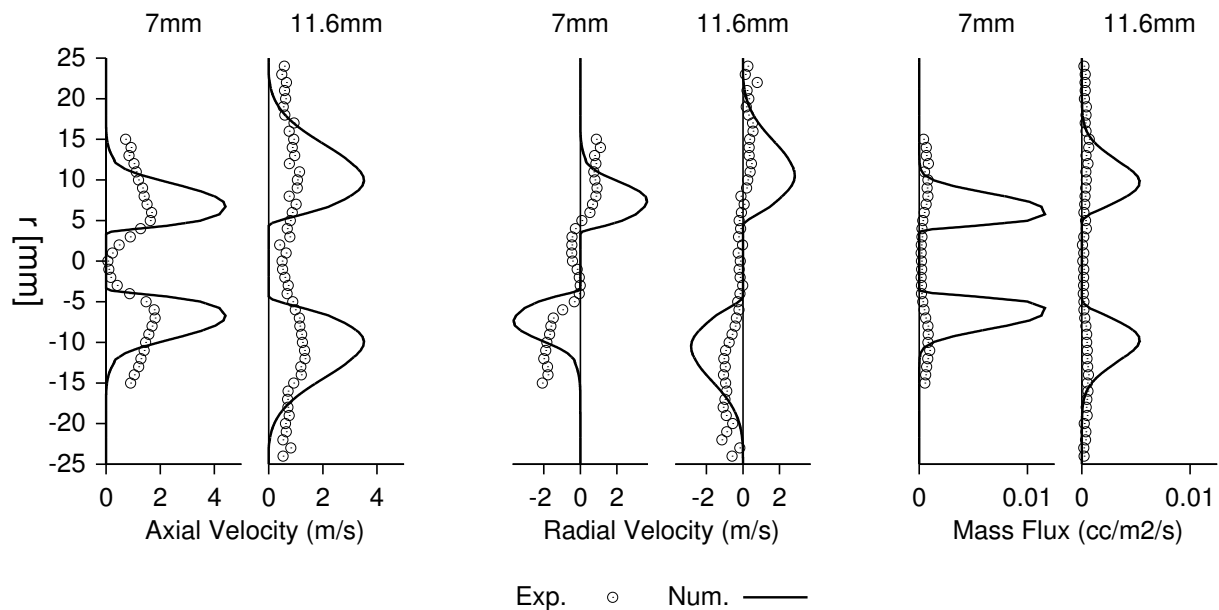 7mm 11.6mm 7mm 11.6mm 7mm 11.6mm
25
20
15
10
5
0
-5
-10
-15
-20
-25
r [mm]
0 2 4 0 2 4 -2 0 2 -2 0 2 0 0.01 0 0.01
Axial Velocity (m/s) Radial Velocity (m/s) Mass Flux (cc/m2/s)
Exp. Num.